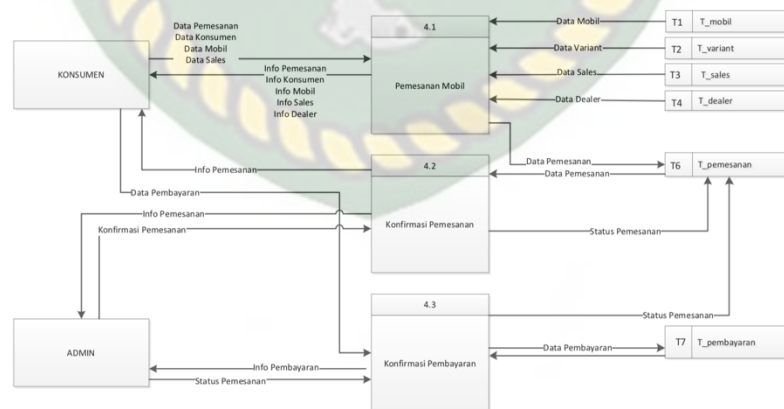 Data Pemesanan
Data Konsumen
Data Mobil
Data Sales
KONSUMEN
Info Pemesanan
Info Konsumen
Info Mobil
Info Sales
Info Dealer
4.1
Pemesanan Mobil
Data Mobil
T1 T_mobil
Data Variant
T2 T_variant
Data Sales
T3 T_sales
Data Dealer
T4 T_dealer
Info Pemesanan
4.2
Data Pemesanan
Data Pemesanan
T6 T_pemesanan
Data Pembayaran
Info Pemesanan
Konfirmasi Pemesanan
Konfirmasi Pemesanan
Status Pemesanan
4.3
Status Pemesanan
ADMIN
Konfirmasi Pembayaran
Data Pembayaran
T7 T_pembayaran
Info Pembayaran
Status Pemesanan